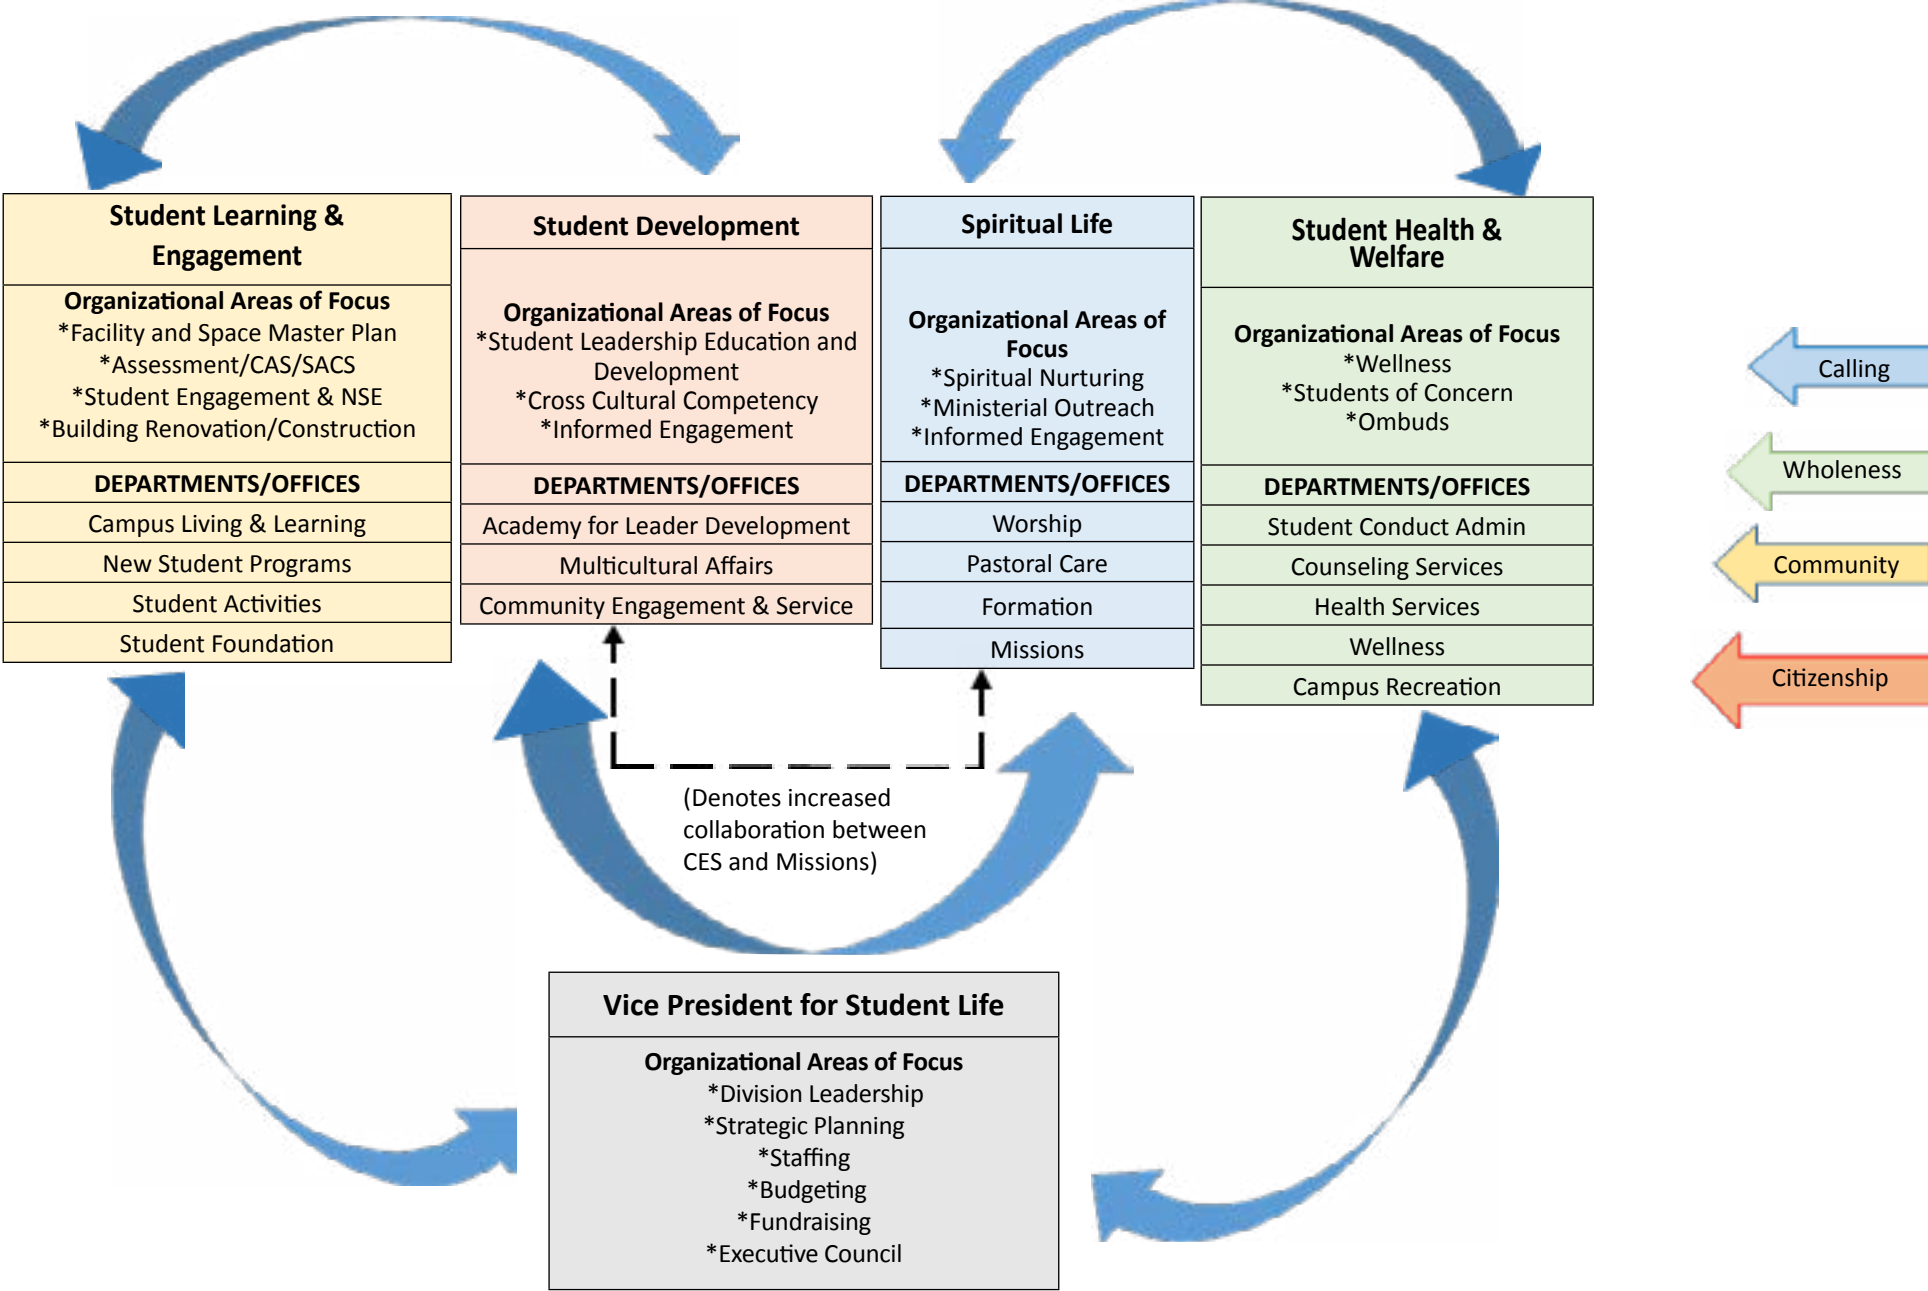 Student Learning &
Engagement
Organizational Areas of Focus
*Facility and Space Master Plan
*Assessment/CAS/SACS
*Student Engagement & NSE
*Building Renovation/Construction
DEPARTMENTS/OFFICES
Campus Living & Learning
New Student Programs
Student Activities
Student Foundation
Student Development
Organizational Areas of Focus
*Student Leadership Education and
Development
*Cross Cultural Competency
*Informed Engagement
DEPARTMENTS/OFFICES
Academy for Leader Development
Multicultural Affairs
Community Engagement & Service
Spiritual Life
Organizational Areas of
Focus
*Spiritual Nurturing
*Ministerial Outreach
*Informed Engagement
DEPARTMENTS/OFFICES
Worship
Pastoral Care
Formation
Missions
Student Health &
Welfare
Organizational Areas of Focus
*Wellness
*Students of Concern
*Ombuds
DEPARTMENTS/OFFICES
Student Conduct Admin
Counseling Services
Health Services
Wellness
Campus Recreation
Calling
Wholeness
Community
Citizenship
(Denotes increased
collaboration between
CES and Missions)
Vice President for Student Life
Organizational Areas of Focus
*Division Leadership
*Strategic Planning
*Staffing
*Budgeting
*Fundraising
*Executive Council